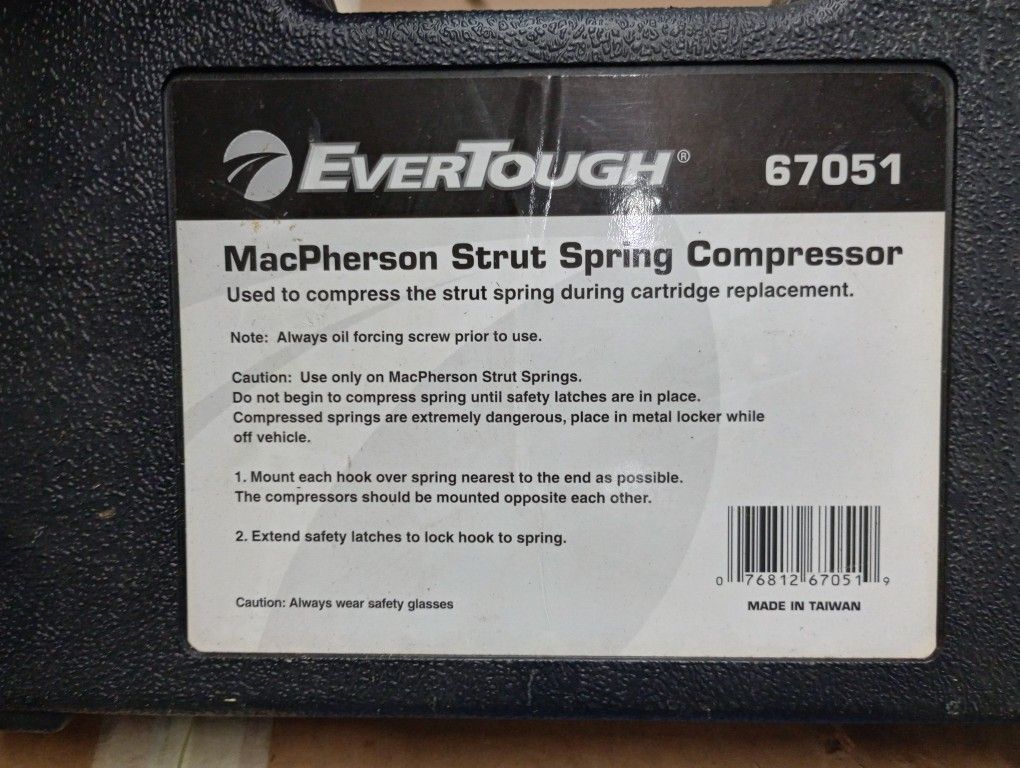 EVERTOUGH® 67051
MacPherson Strut Spring Compressor
Used to compress the strut spring during cartridge replacement.
Note: Always oil forcing screw prior to use.
Caution: Use only on MacPherson Strut Springs.
Do not begin to compress spring until safety latches are in place.
Compressed springs are extremely dangerous, place in metal locker while
off vehicle.
1. Mount each hook over spring nearest to the end as possible.
The compressors should be mounted opposite each other.
2. Extend safety latches to lock hook to spring.
0 76812 67051 9
Caution: Always wear safety glasses
MADE IN TAIWAN